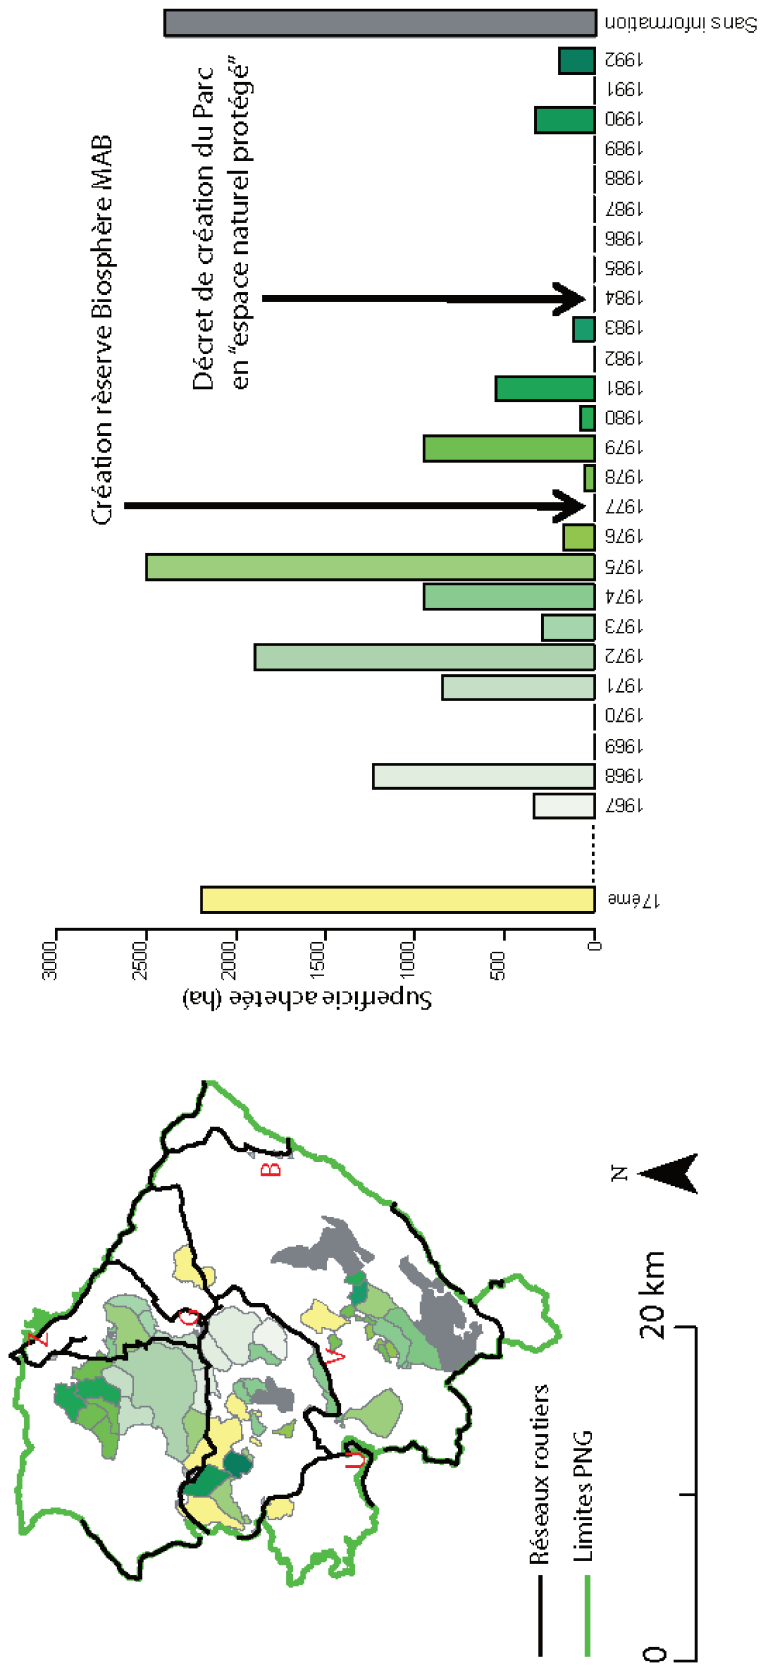 Z
G
B
V
U
N
0
20 km
Réseaux routiers
Limites PNG
Superficie achetée (ha)
3000
2500
2000
1500
1000
500
0
17éme
1967
1968
1969
1970
1971
1972
1973
1974
1975
1976
1977
1978
1979
1980
1981
1982
1983
1984
1985
1986
1987
1988
1989
1990
1991
1992
Sans information
Création rèserve Biosphère MAB
Décret de création du Parc
en “espace naturel protégé”